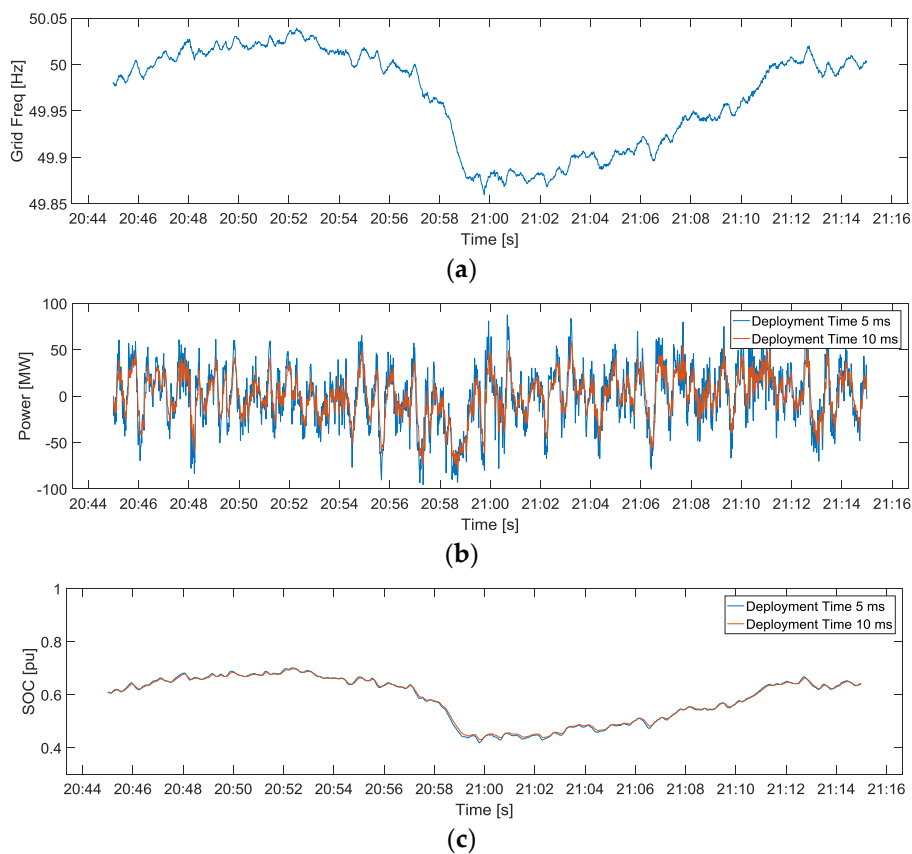 50.05
50
49.95
49.9
49.85
Grid Freq [Hz]
20:44 20:46 20:48 20:50 20:52 20:54 20:56 20:58 21:00 21:02 21:04 21:06 21:08 21:10 21:12 21:14 21:16
Time [s]
(a)
100
50
0
-50
-100
Power [MW]
Deployment Time 5 ms
Deployment Time 10 ms
20:44 20:46 20:48 20:50 20:52 20:54 20:56 20:58 21:00 21:02 21:04 21:06 21:08 21:10 21:12 21:14 21:16
Time [s]
(b)
1
0.8
0.6
0.4
SOC [pu]
Deployment Time 5 ms
Deployment Time 10 ms
20:44 20:46 20:48 20:50 20:52 20:54 20:56 20:58 21:00 21:02 21:04 21:06 21:08 21:10 21:12 21:14 21:16
Time [s]
(c)